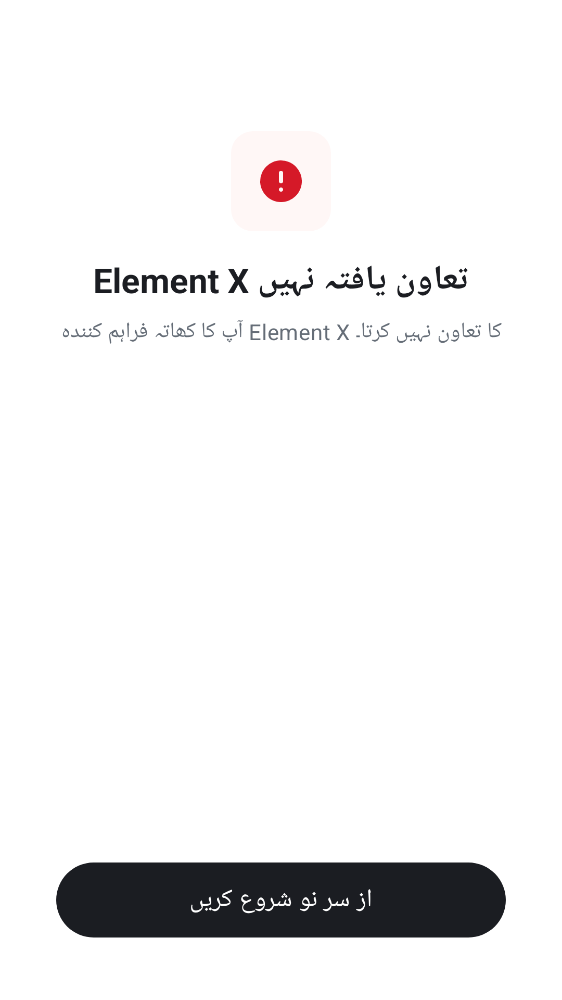 Element X تعاون یافتہ نہیں
آپ کا کھاتہ فراہم کنندہ Element X کا تعاون نہیں کرتا۔
از سر نو شروع کریں